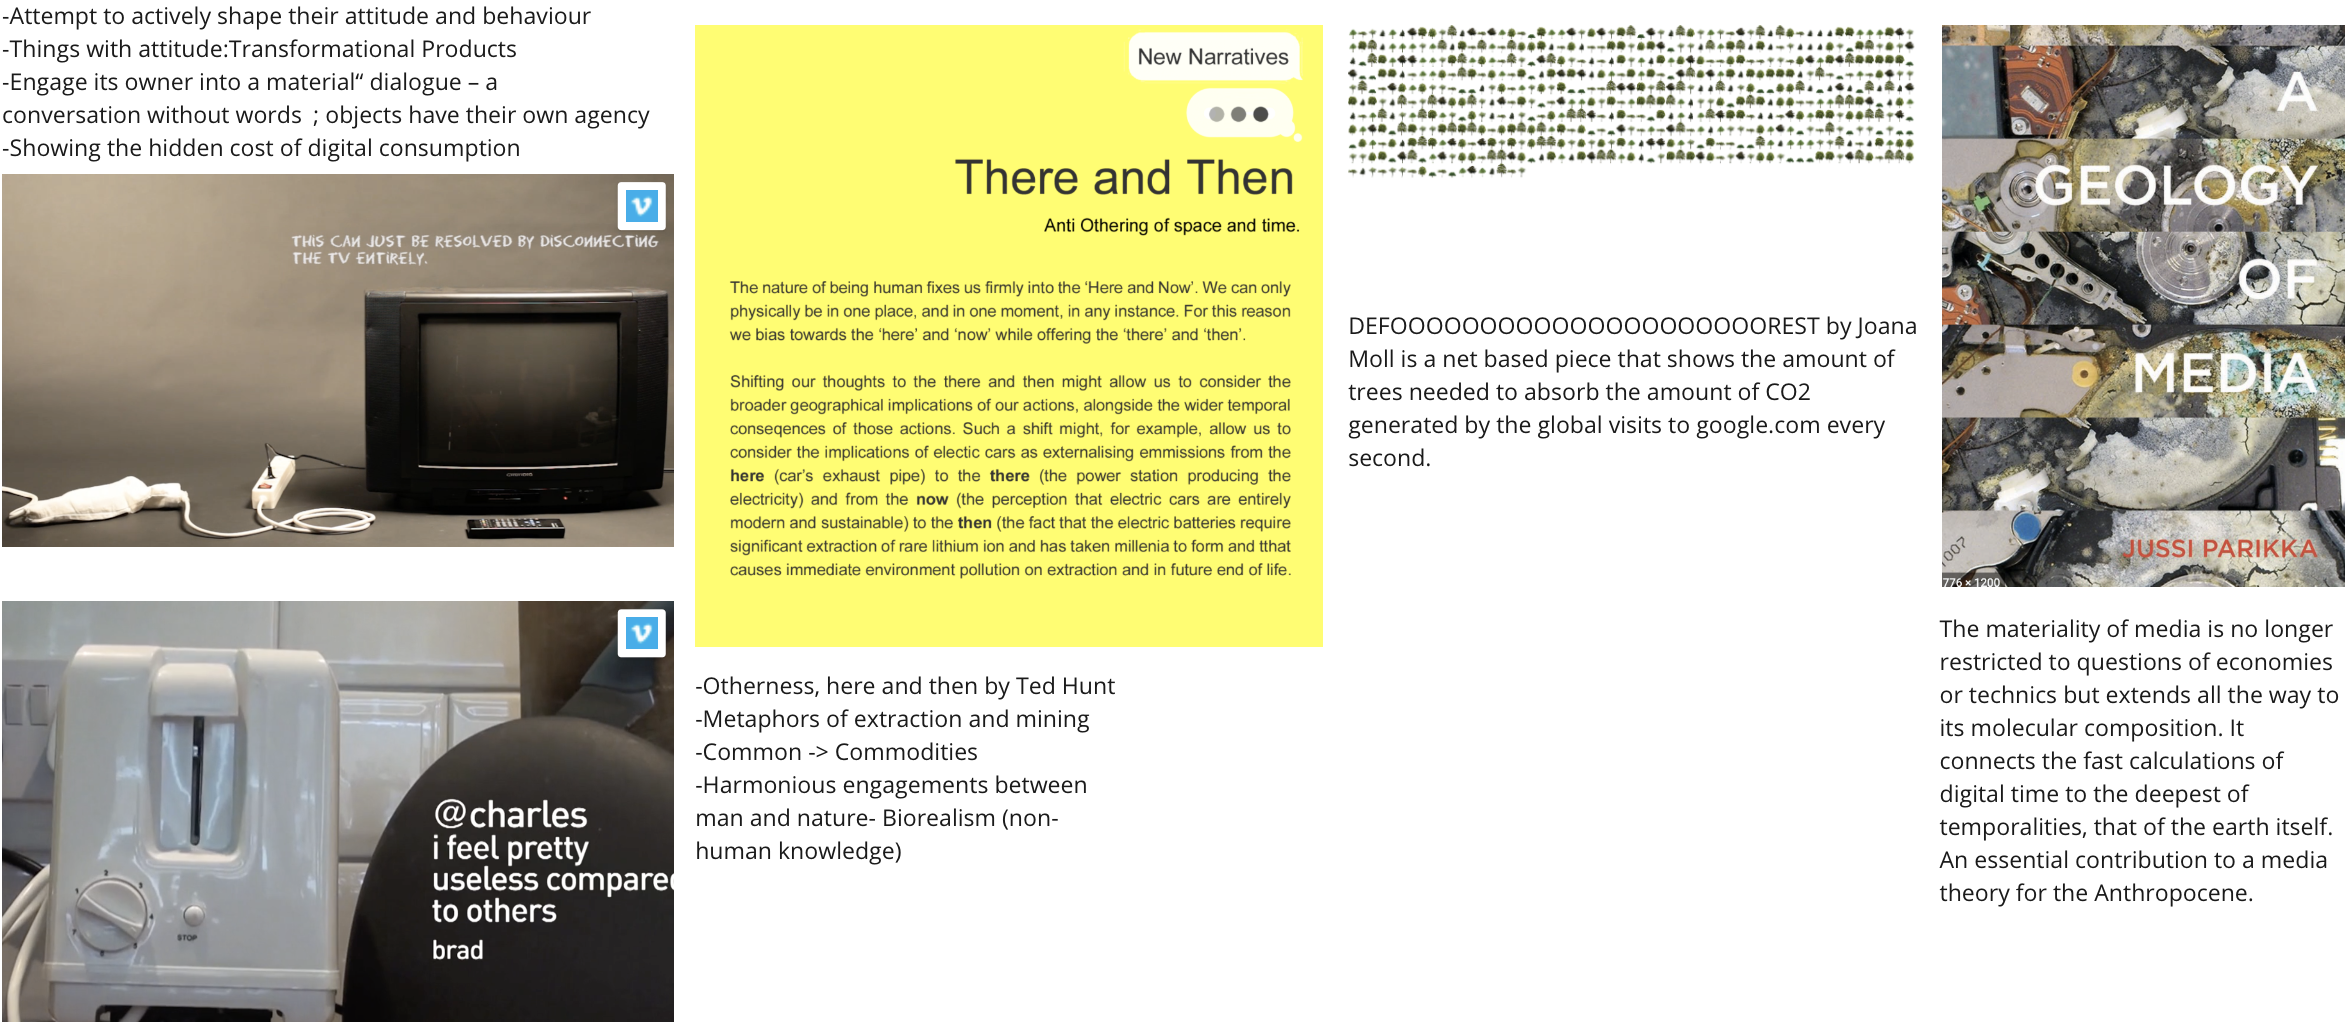 -Attempt to actively shape their attitude and behaviour
-Things with attitude:Transformational Products
-Engage its owner into a material“ dialogue – a
conversation without words  ; objects have their own agency
-Showing the hidden cost of digital consumption
THIS CAN JUST BE RESOLVED BY DISCONNECTING
THE TV ENTIRELY.
1
3
7
STOP
@charles
i feel pretty
useless compared
to others
brad
New Narratives
There and Then
Anti Othering of space and time.
The nature of being human fixes us firmly into the ‘Here and Now’. We can only
physically be in one place, and in one moment, in any instance. For this reason
we bias towards the ‘here’ and ‘now’ while offering the ‘there’ and ‘then’.
Shifting our thoughts to the there and then might allow us to consider the
broader geographical implications of our actions, alongside the wider temporal
conseqences of those actions. Such a shift might, for example, allow us to
consider the implications of electic cars as externalising emmissions from the
here (car’s exhaust pipe) to the there (the power station producing the
electricity) and from the now (the perception that electric cars are entirely
modern and sustainable) to the then (the fact that the electric batteries require
significant extraction of rare lithium ion and has taken millenia to form and tthat
causes immediate environment pollution on extraction and in future end of life.
-Otherness, here and then by Ted Hunt
-Metaphors of extraction and mining
-Common -> Commodities
-Harmonious engagements between
man and nature- Biorealism (non-
human knowledge)
DEFOOOOOOOOOOOOOOOOOOOOOREST by Joana
Moll is a net based piece that shows the amount of
trees needed to absorb the amount of CO2
generated by the global visits to google.com every
second.
A
GEOLOGY
OF
MEDIA
JUSSI PARIKKA
1007
776 × 1200
The materiality of media is no longer
restricted to questions of economies
or technics but extends all the way to
its molecular composition. It
connects the fast calculations of
digital time to the deepest of
temporalities, that of the earth itself.
An essential contribution to a media
theory for the Anthropocene.